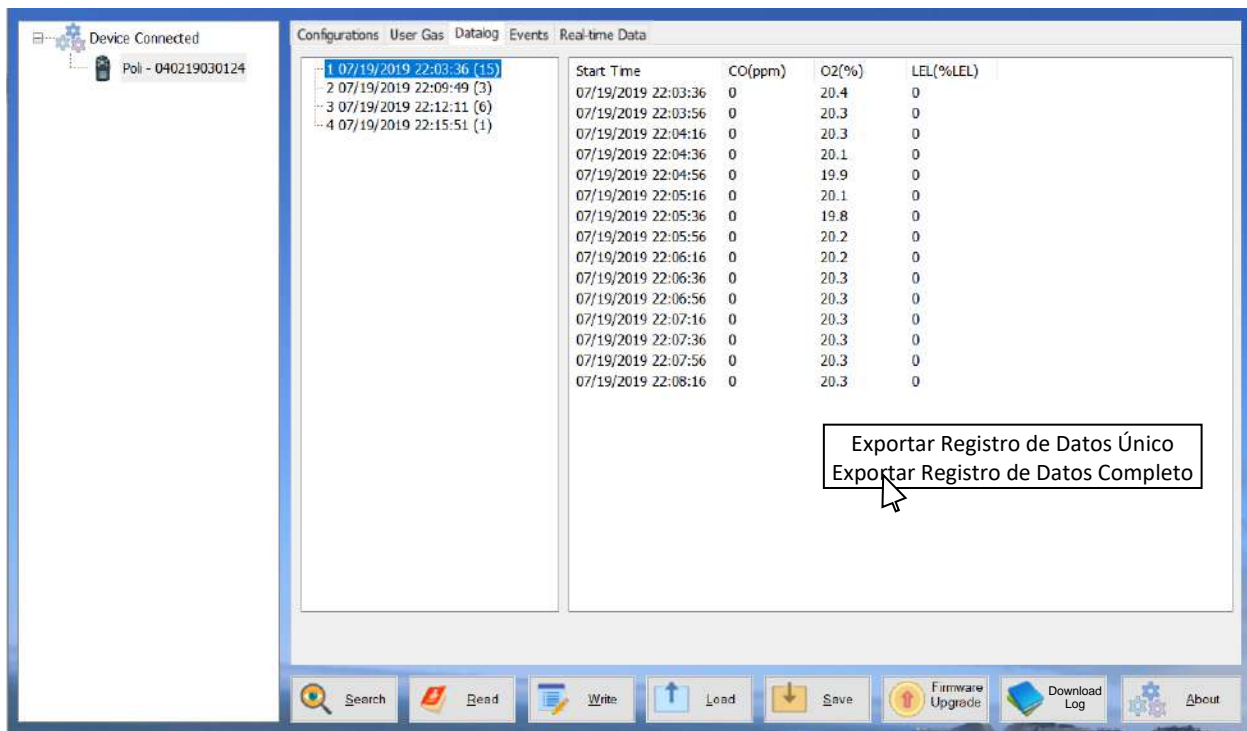 Device Connected
Poli - 040219030124
Configurations User Gas Datalog Events Real-time Data
1 07/19/2019 22:03:36 (15)
2 07/19/2019 22:09:49 (3)
3 07/19/2019 22:12:11 (6)
4 07/19/2019 22:15:51 (1)
Start Time CO(ppm) O2(%) LEL(%LEL)
07/19/2019 22:03:36 0 20.4 0
07/19/2019 22:03:56 0 20.3 0
07/19/2019 22:04:16 0 20.3 0
07/19/2019 22:04:36 0 20.1 0
07/19/2019 22:04:56 0 19.9 0
07/19/2019 22:05:16 0 20.1 0
07/19/2019 22:05:36 0 19.8 0
07/19/2019 22:05:56 0 20.2 0
07/19/2019 22:06:16 0 20.2 0
07/19/2019 22:06:36 0 20.3 0
07/19/2019 22:06:56 0 20.3 0
07/19/2019 22:07:16 0 20.3 0
07/19/2019 22:07:36 0 20.3 0
07/19/2019 22:07:56 0 20.3 0
07/19/2019 22:08:16 0 20.3 0
Exportar Registro de Datos Único
Exportar Registro de Datos Completo
Search Read Write Load Save Firmware Upgrade Download Log About